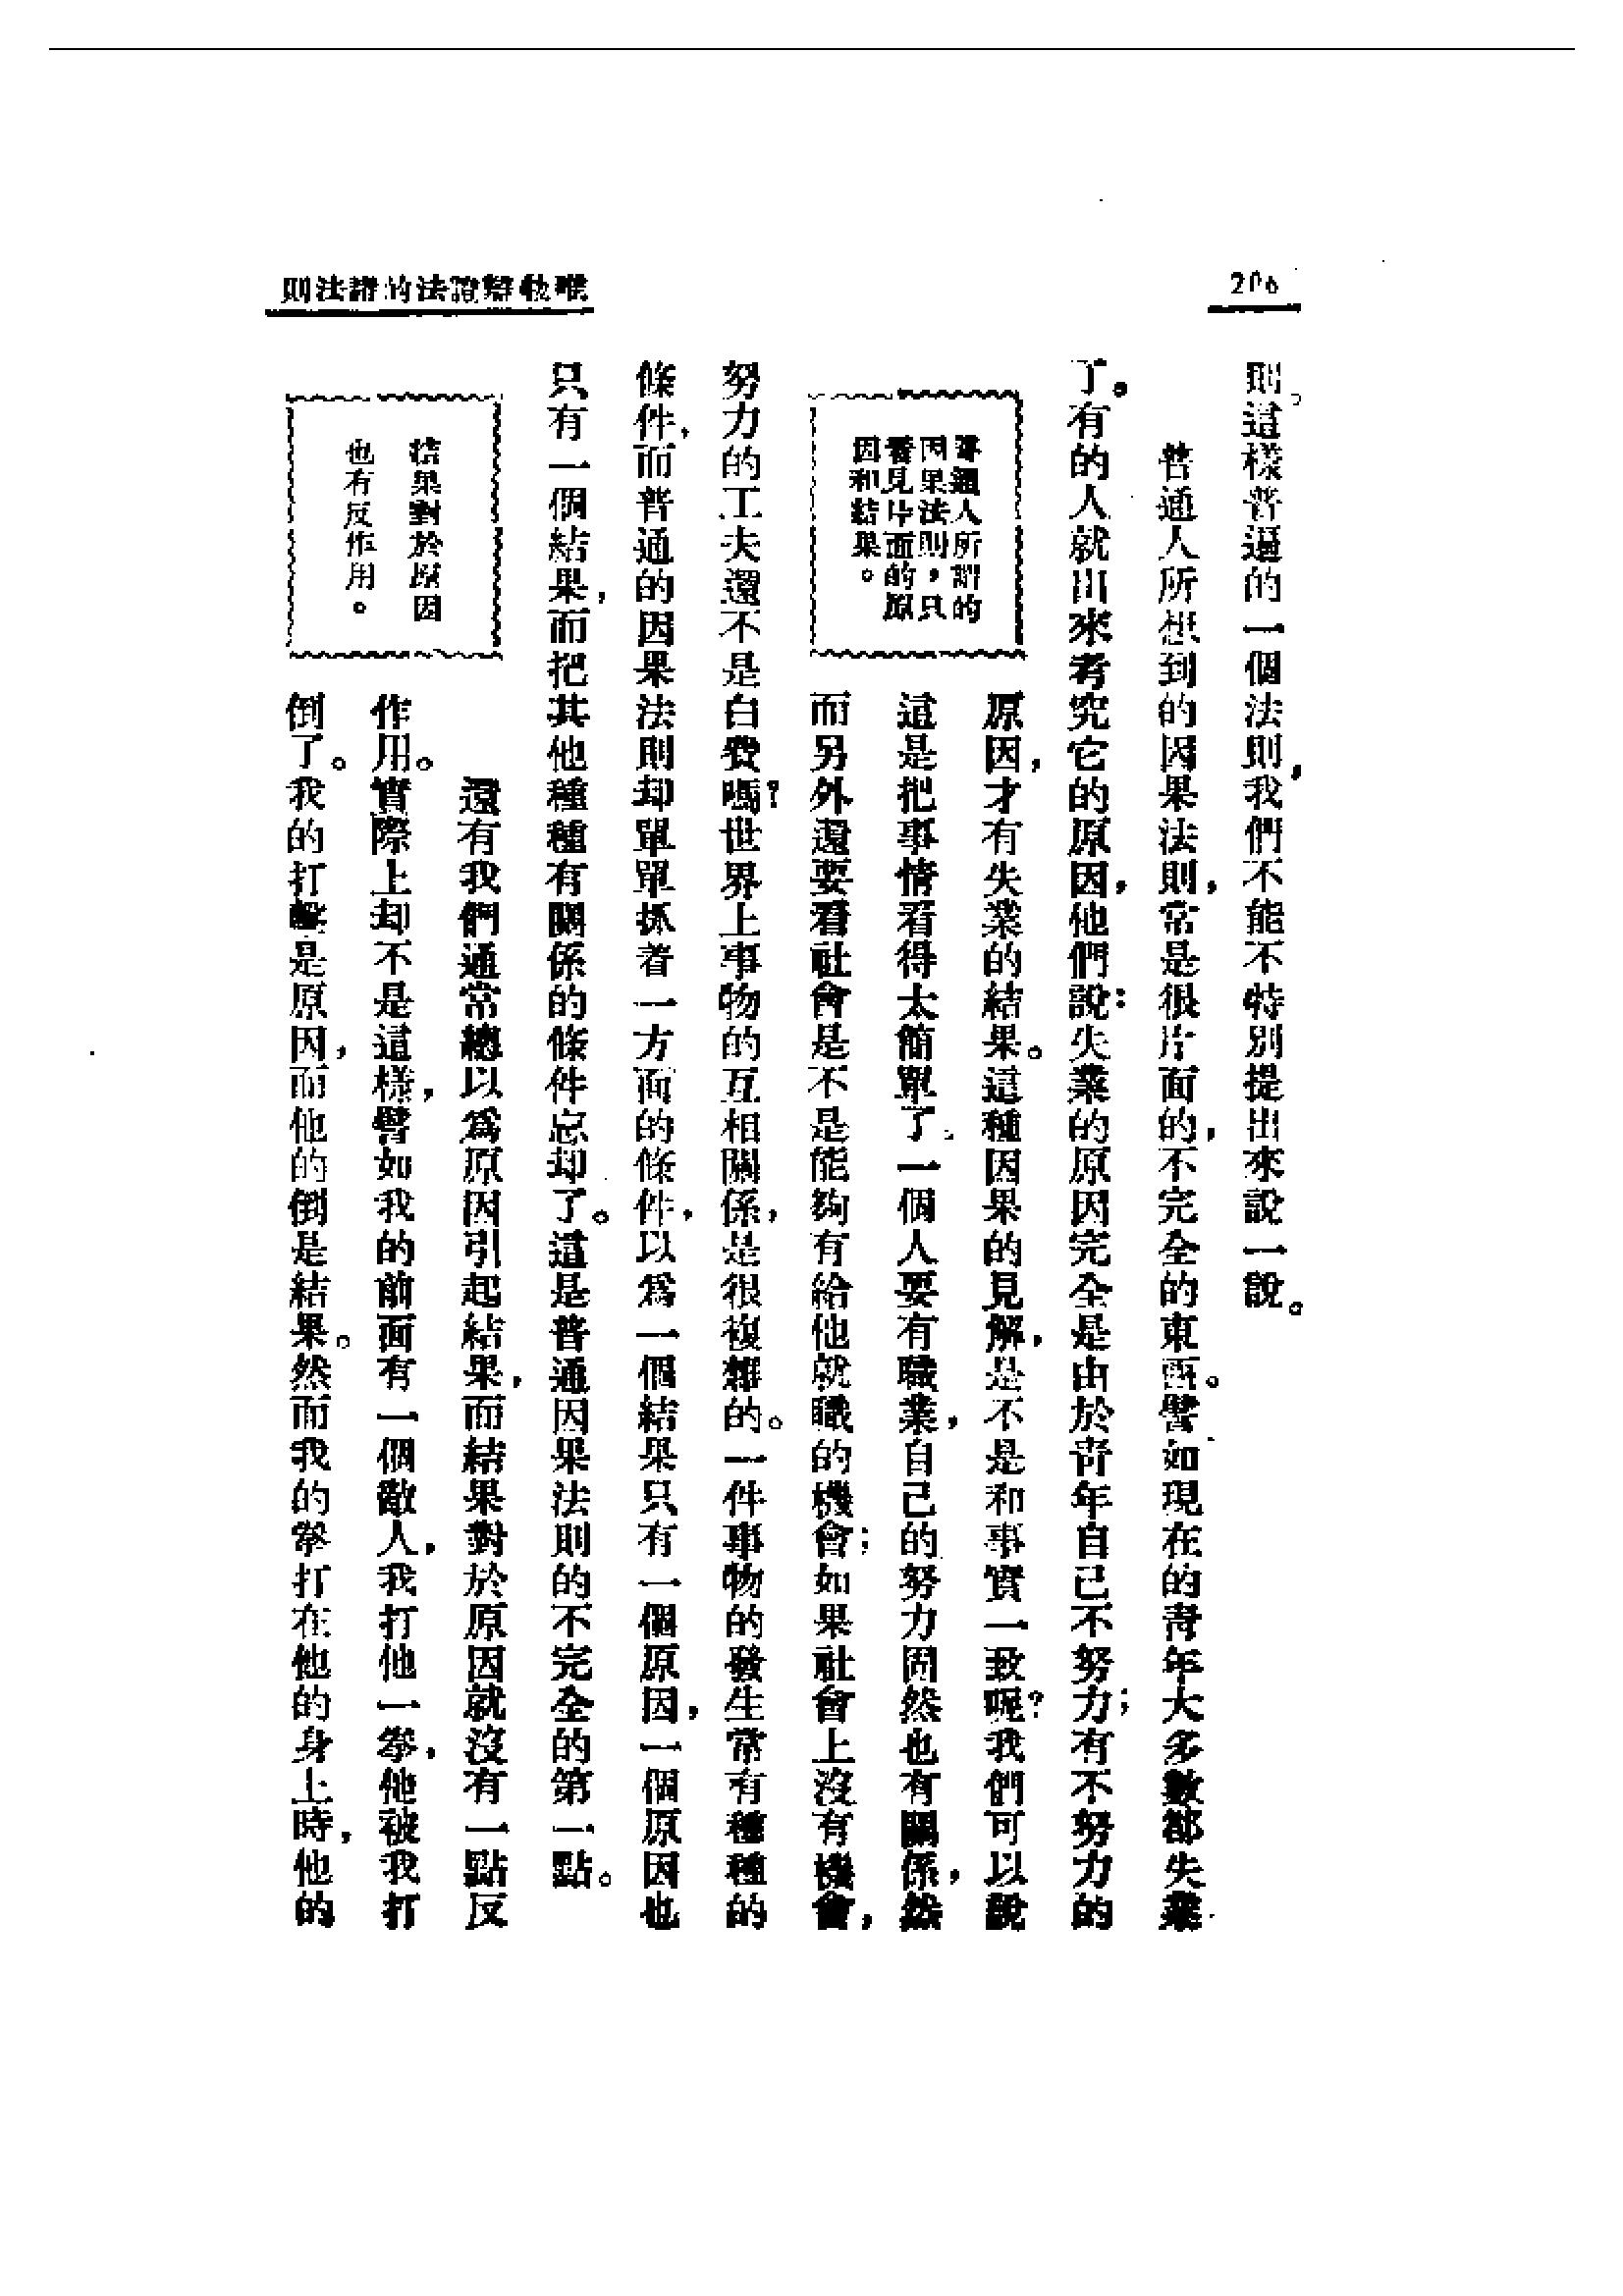 206
則法諸的法證辯物唯
則。這樣普遍的一個法則,我們不能不特別提出來說一說。
普通人所想到的因果法則,常是很片面的,不完全的東西。譬如現在的青年大多數都失業
了。有的人就出來考究它的原因,他們說:失業的原因完全是由於青年自己不努力;有不努力的
普通人所謂的
因果法則,只
看見片面的原
因和結果。
原因,才有失業的結果。這種因果的見解,是不是和事實一致呢?我們可以說
這是把事情看得太簡單了。一個人要有職業,自己的努力固然也有關係,然
而另外還要看社會是不是能夠有給他就職的機會;如果社會上沒有機會,
努力的工夫還不是白費嗎?世界上事物的互相關係,是很複雜的。一件事物的發生常有種種的
條件,而普通的因果法則却單單抓着一方面的條件,以爲一個結果只有一個原因,一個原因也
只有一個結果,而把其他種種有關係的條件忘却了。這是普通因果法則的不完全的第一點。
結果對於原因
也有反作用。
還有我們通常總以爲原因引起結果,而結果對於原因就沒有一點反
作用。實際上却不是這樣,譬如我的前面有一個敵人,我打他一拳,他被我打
倒了。我的打擊是原因,而他的倒是結果。然而我的拳打在他的身上時,他的